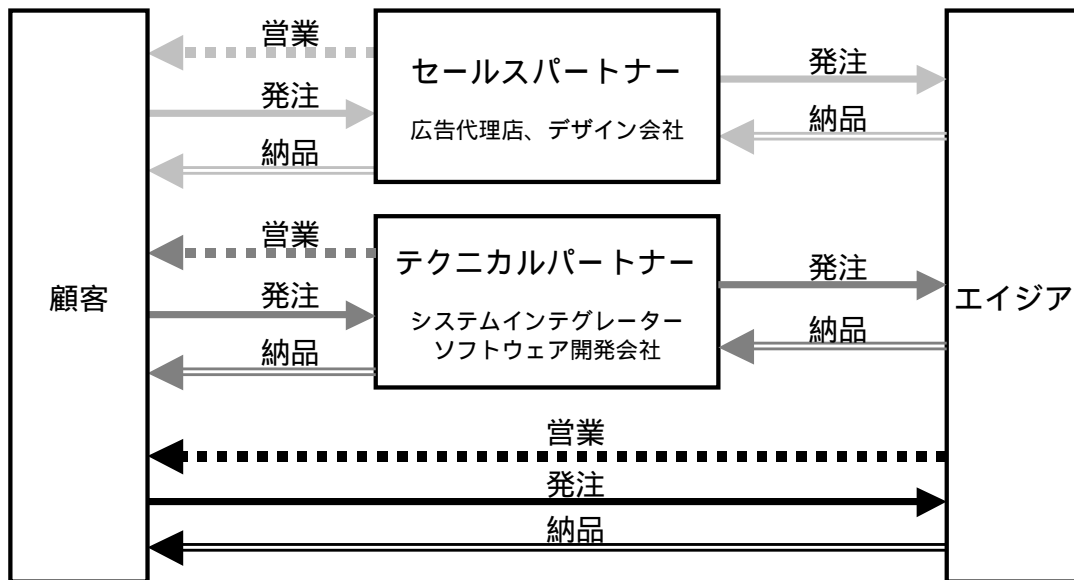 営業
セールスパートナー
発注
発注
広告代理店、デザイン会社
納品
納品
営業
テクニカルパートナー
発注
顧客
発注
エイジア
システムインテグレーター
納品
ソフトウェア開発会社
納品
営業
発注
納品